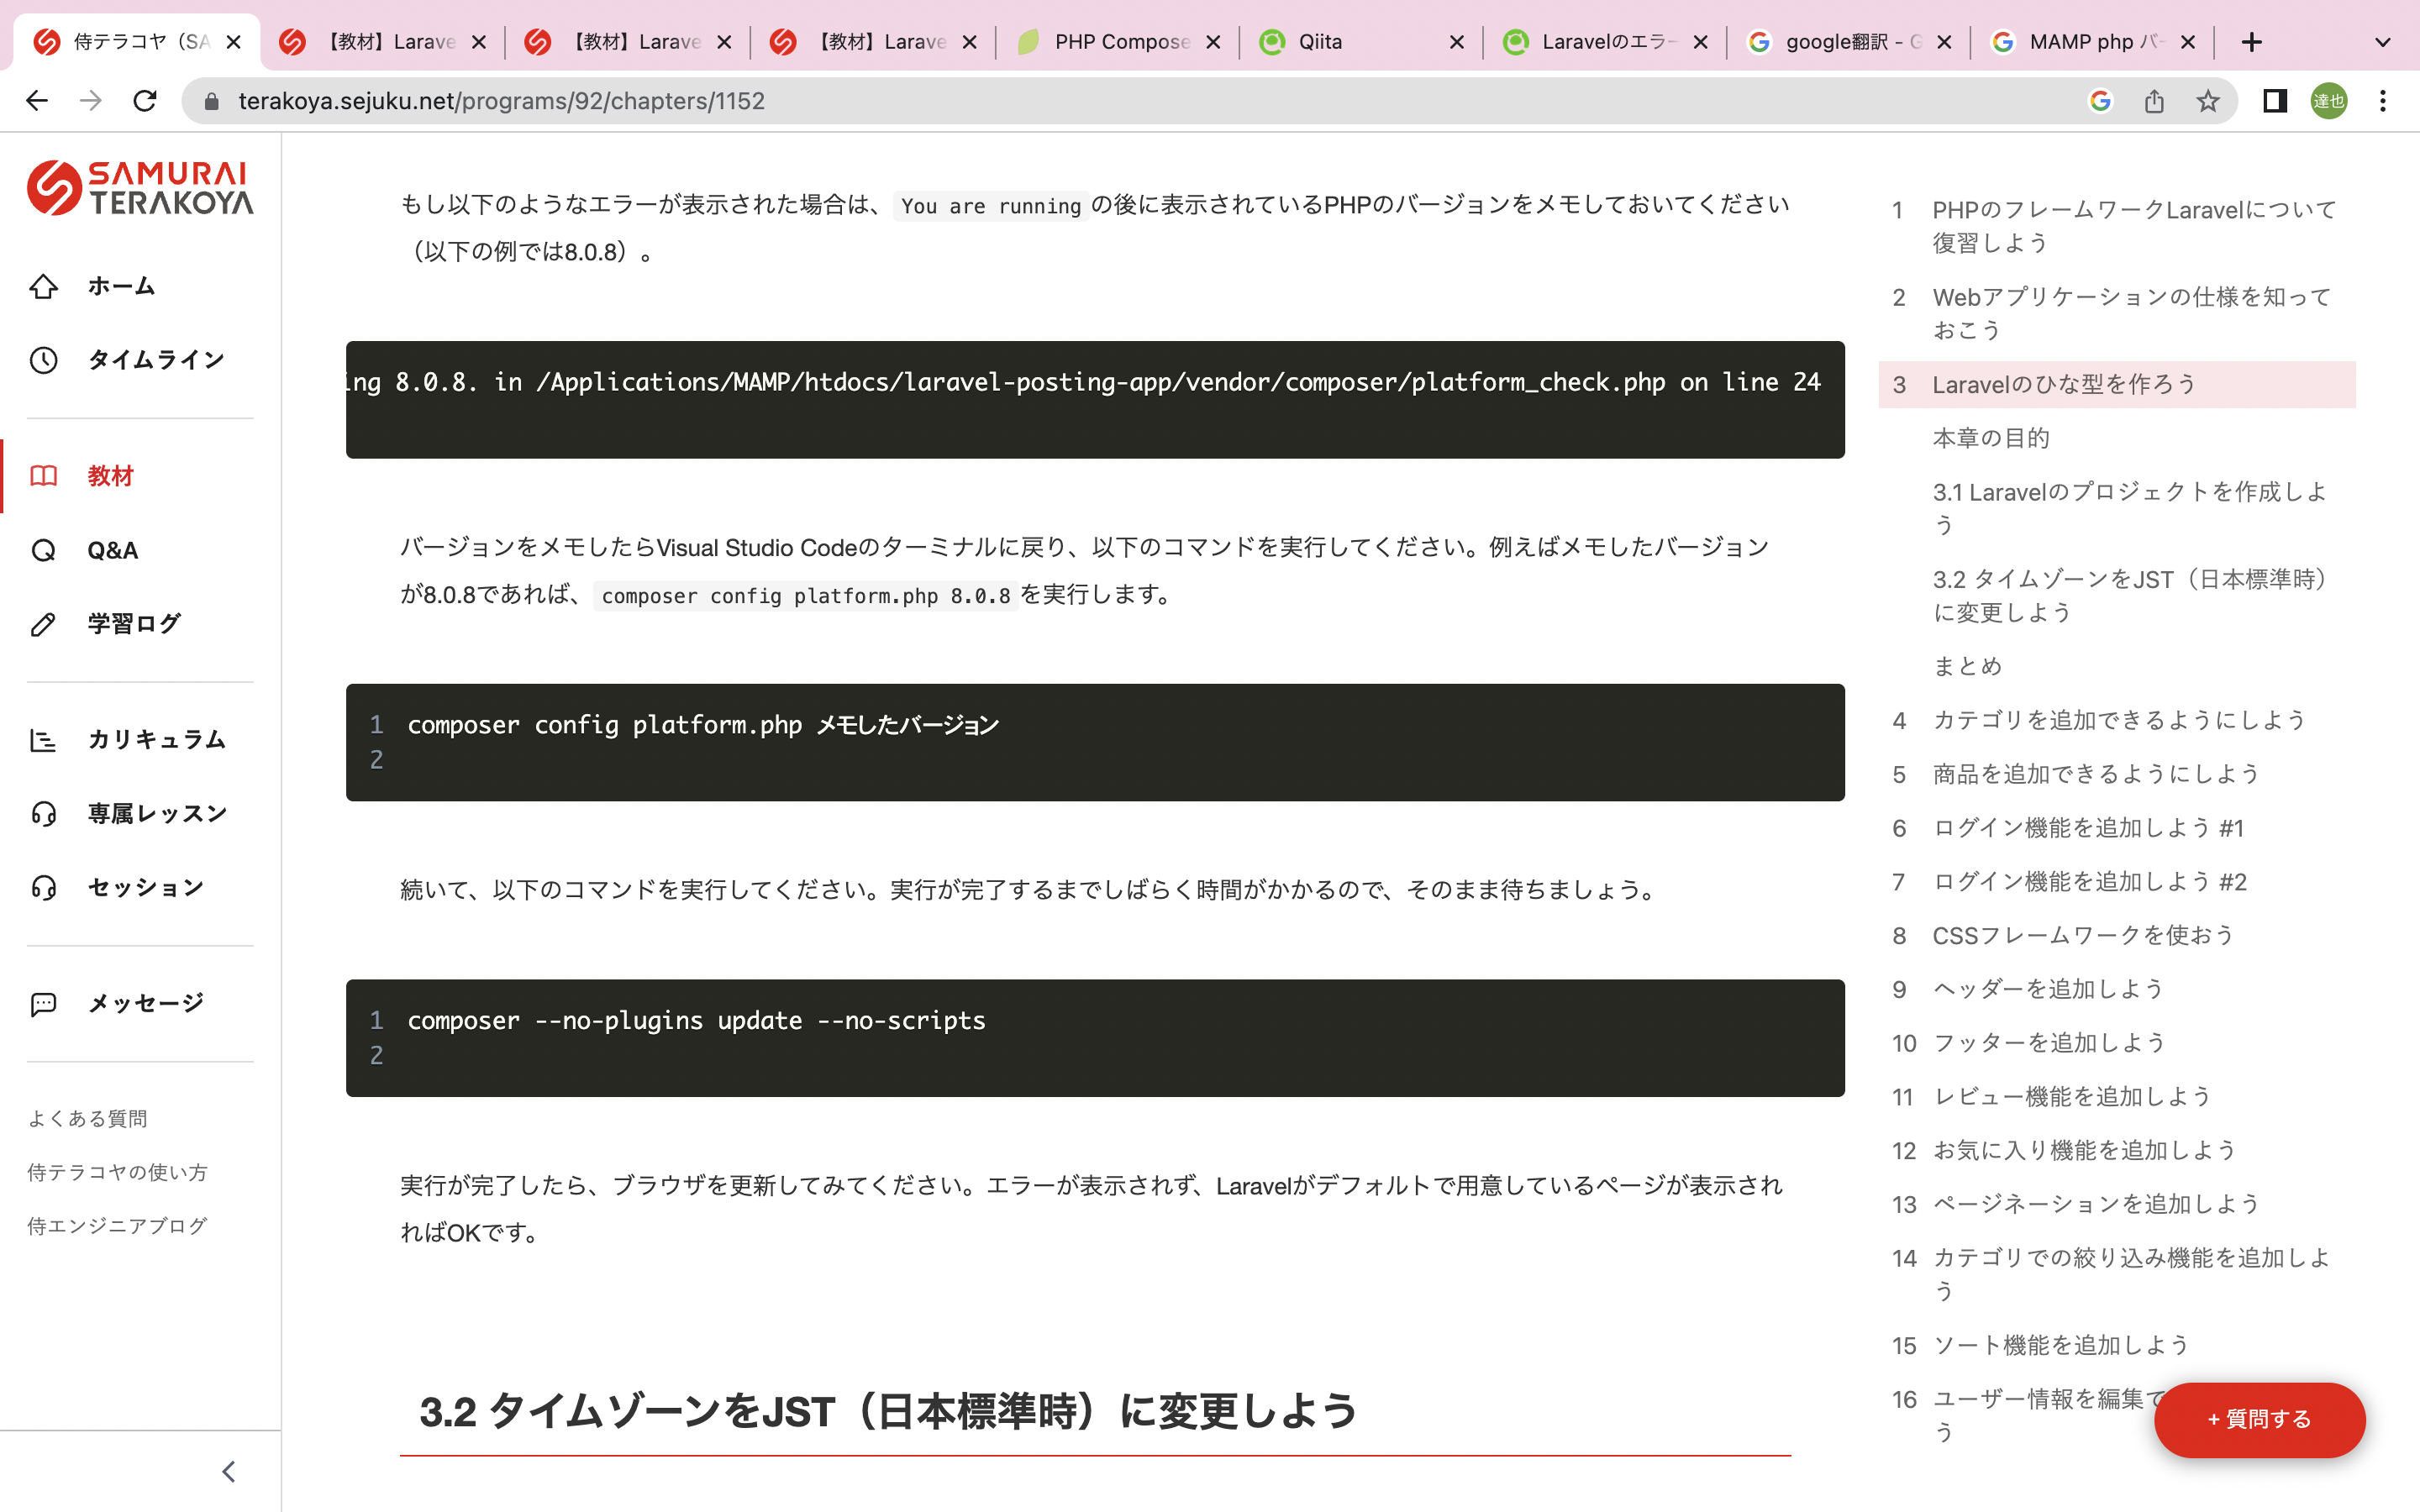 侍テラコヤ（SA
【教材】Larave
【教材】Larave
【教材】Larave
PHP Compose
Qiita
Laravelのエラー
google翻訳 - G
MAMP php バー
terakoya.sejuku.net/programs/92/chapters/1152
達也
SAMURAI
TERAKOYA
ホーム
タイムライン
教材
Q&A
学習ログ
カリキュラム
専属レッスン
セッション
メッセージ
よくある質問
侍テラコヤの使い方
侍エンジニアブログ
もし以下のようなエラーが表示された場合は、 You are running の後に表示されているPHPのバージョンをメモしておいてください
（以下の例では8.0.8）。
ing 8.0.8. in /Applications/MAMP/htdocs/laravel-posting-app/vendor/composer/platform_check.php on line 24
バージョンをメモしたらVisual Studio Codeのターミナルに戻り、以下のコマンドを実行してください。例えばメモしたバージョン
が8.0.8であれば、 composer config platform.php 8.0.8 を実行します。
1 composer config platform.php メモしたバージョン
2
続いて、以下のコマンドを実行してください。実行が完了するまでしばらく時間がかかるので、そのまま待ちましょう。
1 composer --no-plugins update --no-scripts
2
実行が完了したら、ブラウザを更新してみてください。エラーが表示されず、Laravelがデフォルトで用意しているページが表示され
ればOKです。
3.2 タイムゾーンをJST（日本標準時）に変更しよう
1 PHPのフレームワークLaravelについて
復習しよう
2 Webアプリケーションの仕様を知って
おこう
3 Laravelのひな型を作ろう
本章の目的
3.1 Laravelのプロジェクトを作成しよ
う
3.2 タイムゾーンをJST（日本標準時）
に変更しよう
まとめ
4 カテゴリを追加できるようにしよう
5 商品を追加できるようにしよう
6 ログイン機能を追加しよう #1
7 ログイン機能を追加しよう #2
8 CSSフレームワークを使おう
9 ヘッダーを追加しよう
10 フッターを追加しよう
11 レビュー機能を追加しよう
12 お気に入り機能を追加しよう
13 ページネーションを追加しよう
14 カテゴリでの絞り込み機能を追加しよ
う
15 ソート機能を追加しよう
16 ユーザー情報を編集で
う
+ 質問する